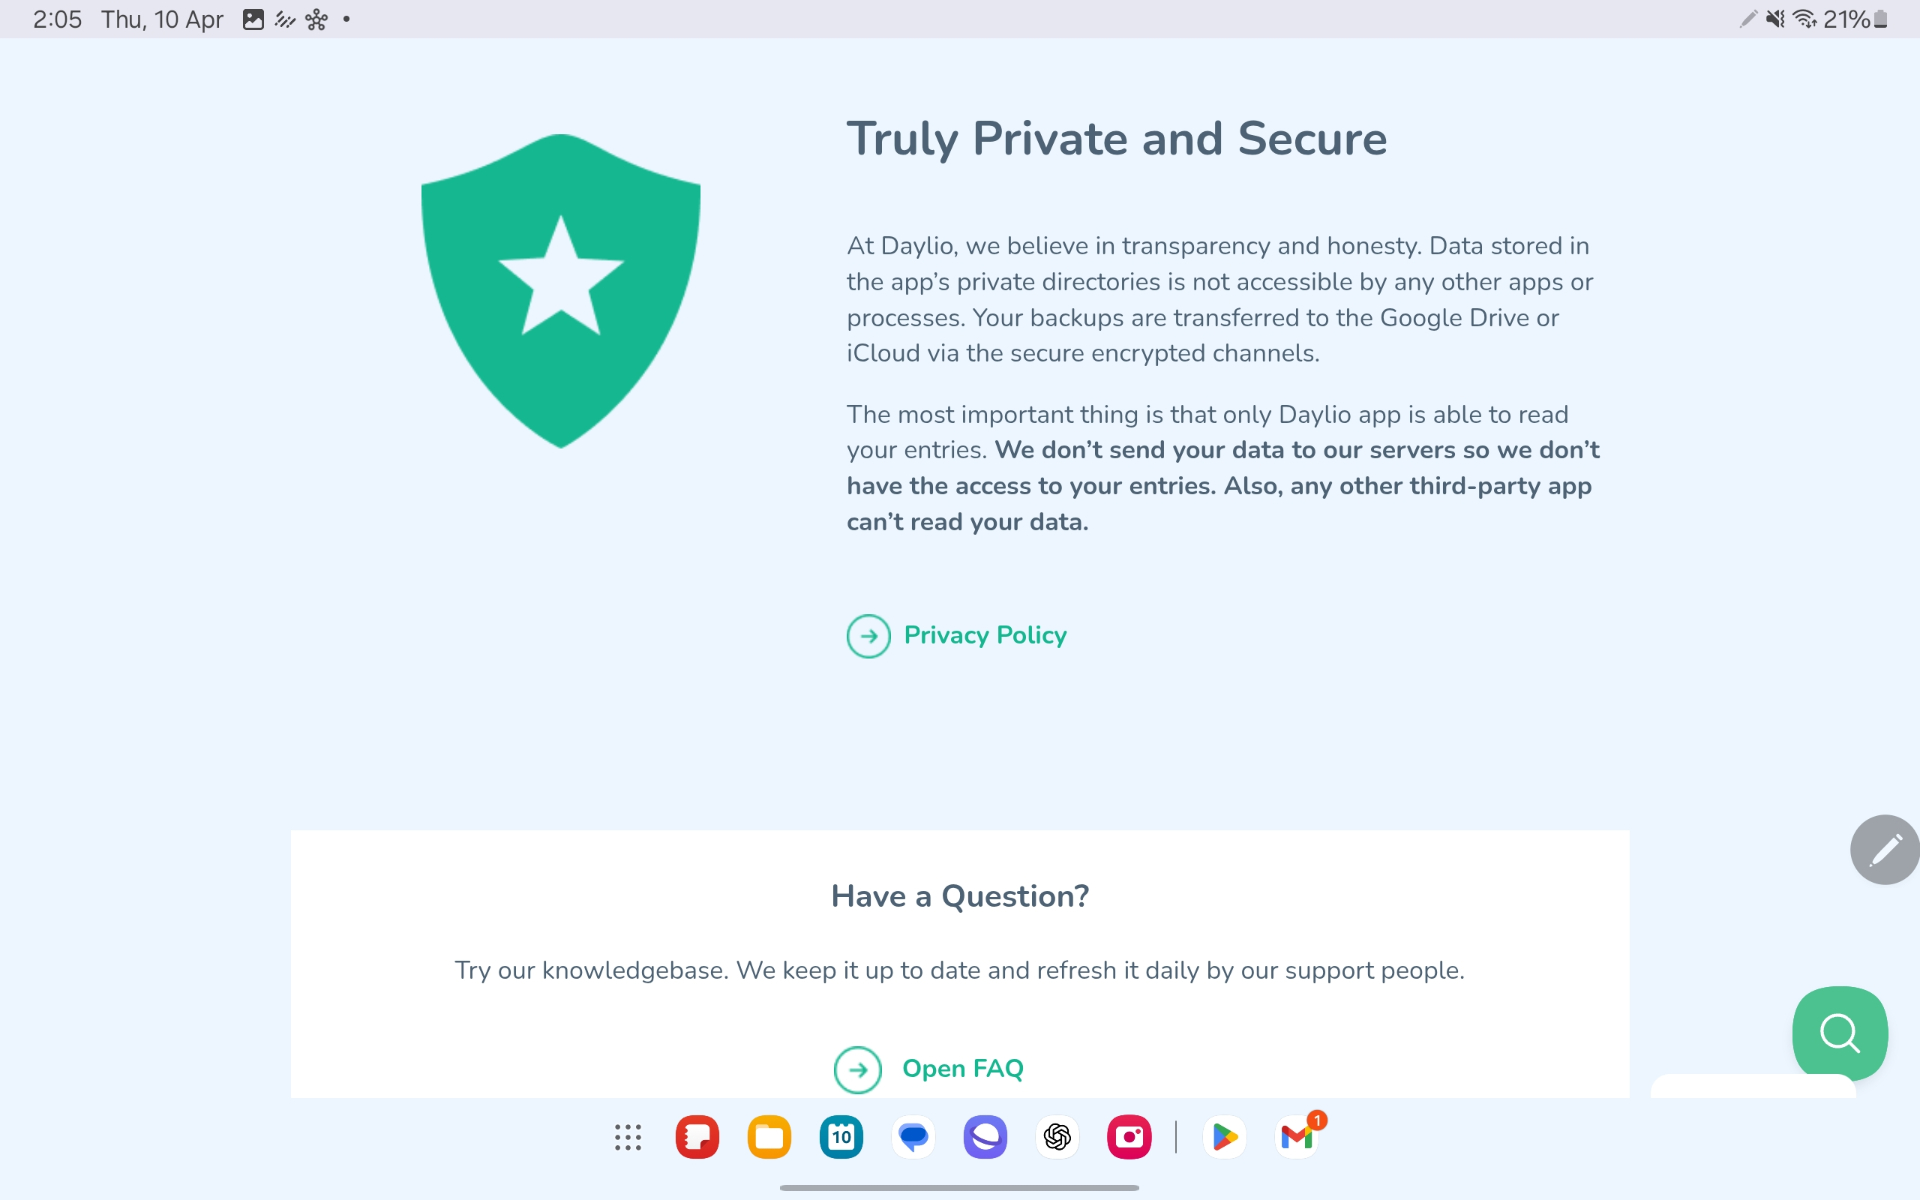 2:05 Thu, 10 Apr
21%
Truly Private and Secure
At Daylio, we believe in transparency and honesty. Data stored in
the app’s private directories is not accessible by any other apps or
processes. Your backups are transferred to the Google Drive or
iCloud via the secure encrypted channels.
The most important thing is that only Daylio app is able to read
your entries. We don’t send your data to our servers so we don’t
have the access to your entries. Also, any other third-party app
can’t read your data.
Privacy Policy
Have a Question?
Try our knowledgebase. We keep it up to date and refresh it daily by our support people.
Open FAQ
10
1